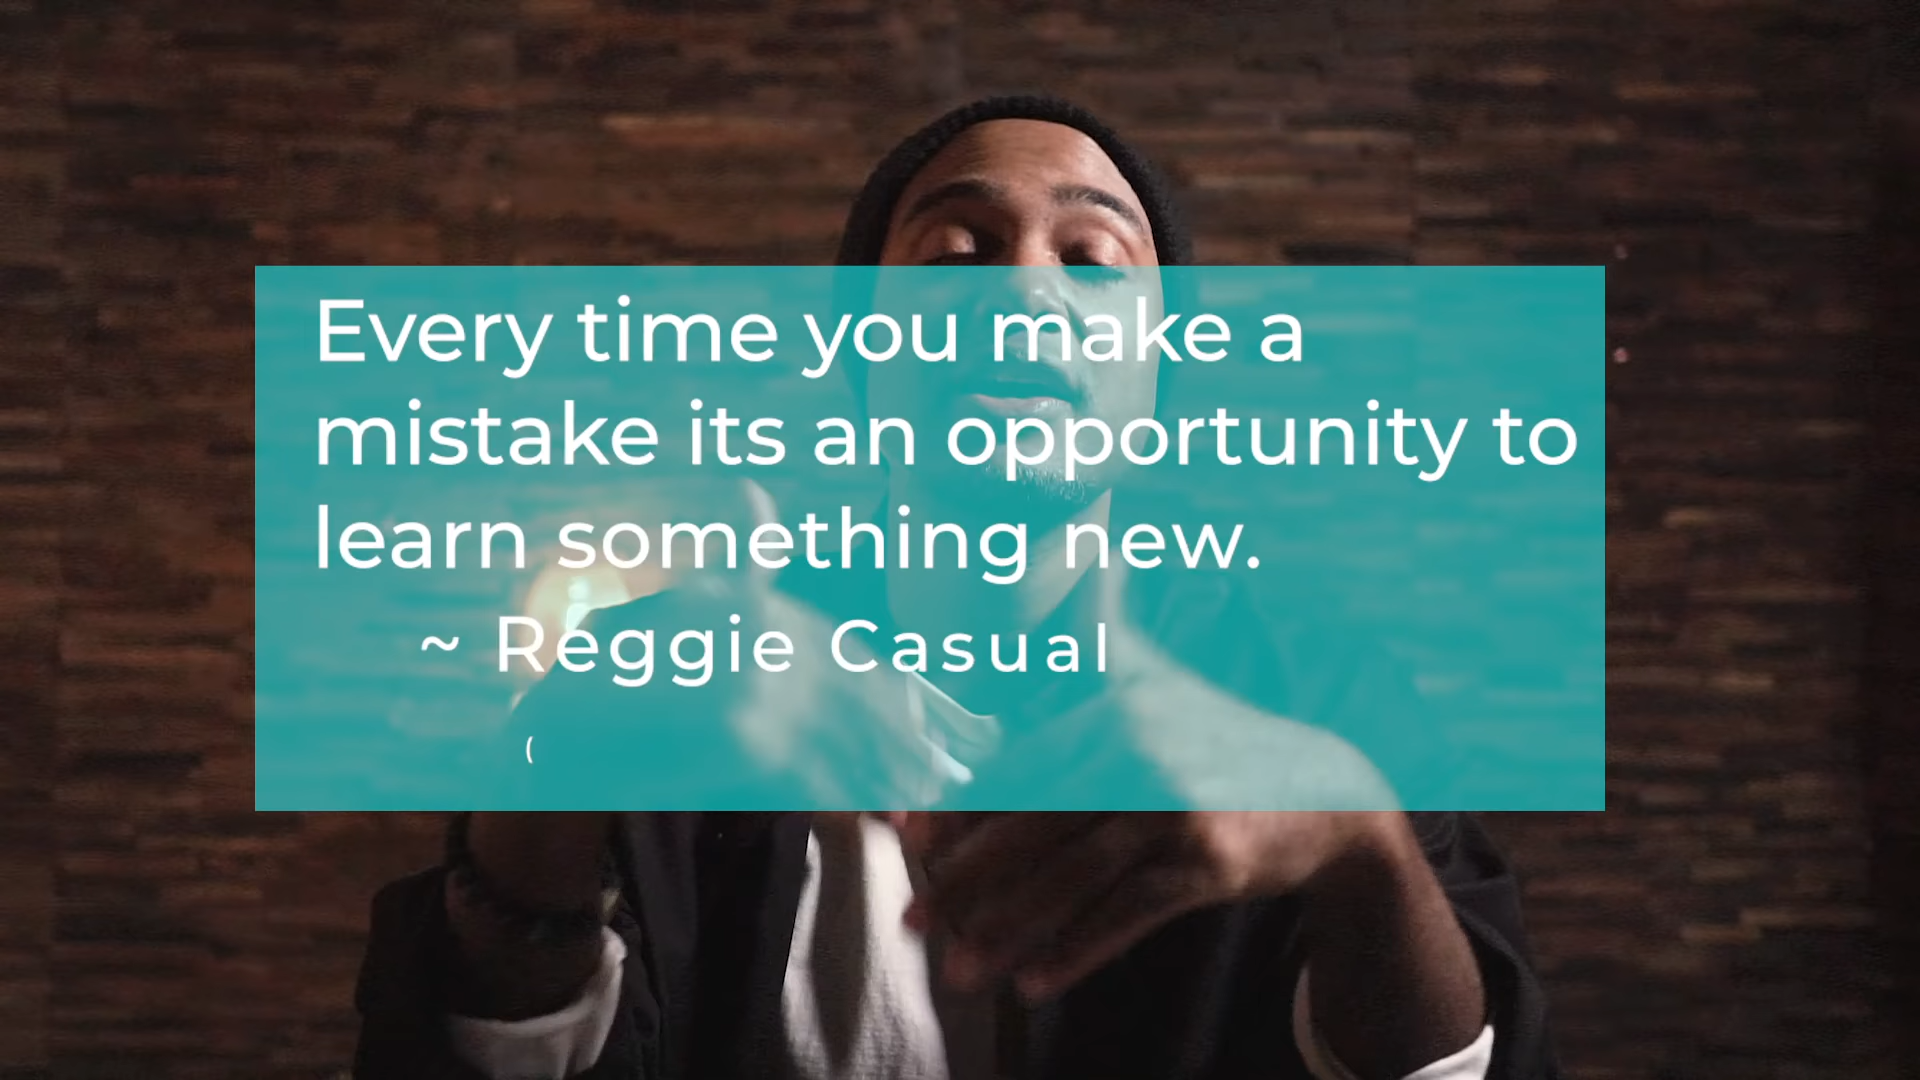 Every time you make a
mistake its an opportunity to
learn something new.
~ Reggie Casual
(